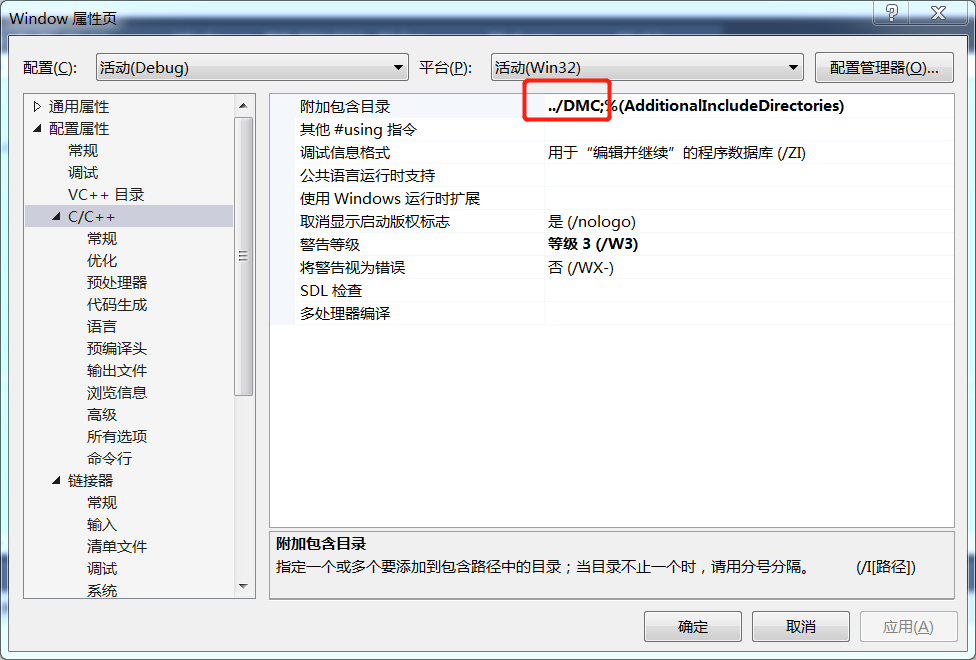 Window 属性页
配置(C): 活动(Debug) 平台(P): 活动(Win32) 配置管理器(O)...
通用属性
配置属性
常规
调试
VC++ 目录
C/C++
常规
优化
预处理器
代码生成
语言
预编译头
输出文件
浏览信息
高级
所有选项
命令行
链接器
常规
输入
清单文件
调试
系统
附加包含目录 ../DMC;%(AdditionalIncludeDirectories)
其他 #using 指令
调试信息格式 用于“编辑并继续”的程序数据库 (/ZI)
公共语言运行时支持
使用 Windows 运行时扩展
取消显示启动版权标志 是 (/nologo)
警告等级 等级 3 (/W3)
将警告视为错误 否 (/WX-)
SDL 检查
多处理器编译
附加包含目录
指定一个或多个要添加到包含路径中的目录；当目录不止一个时，请用分号分隔。 (/I[路径])
确定 取消 应用(A)